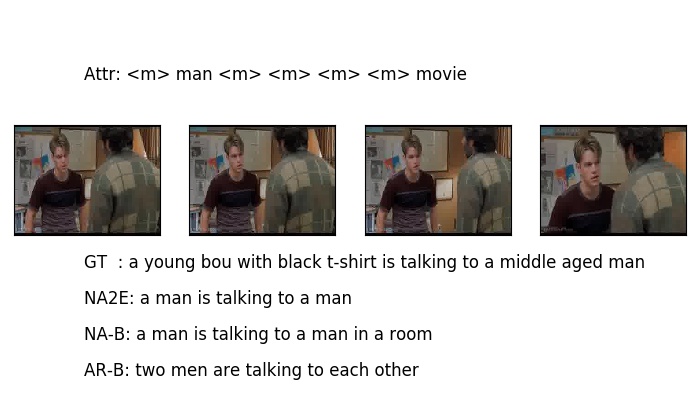 Attr: <m> man <m> <m> <m> <m> movie
GT : a young bou with black t-shirt is talking to a middle aged man
NA2E: a man is talking to a man
NA-B: a man is talking to a man in a room
AR-B: two men are talking to each other